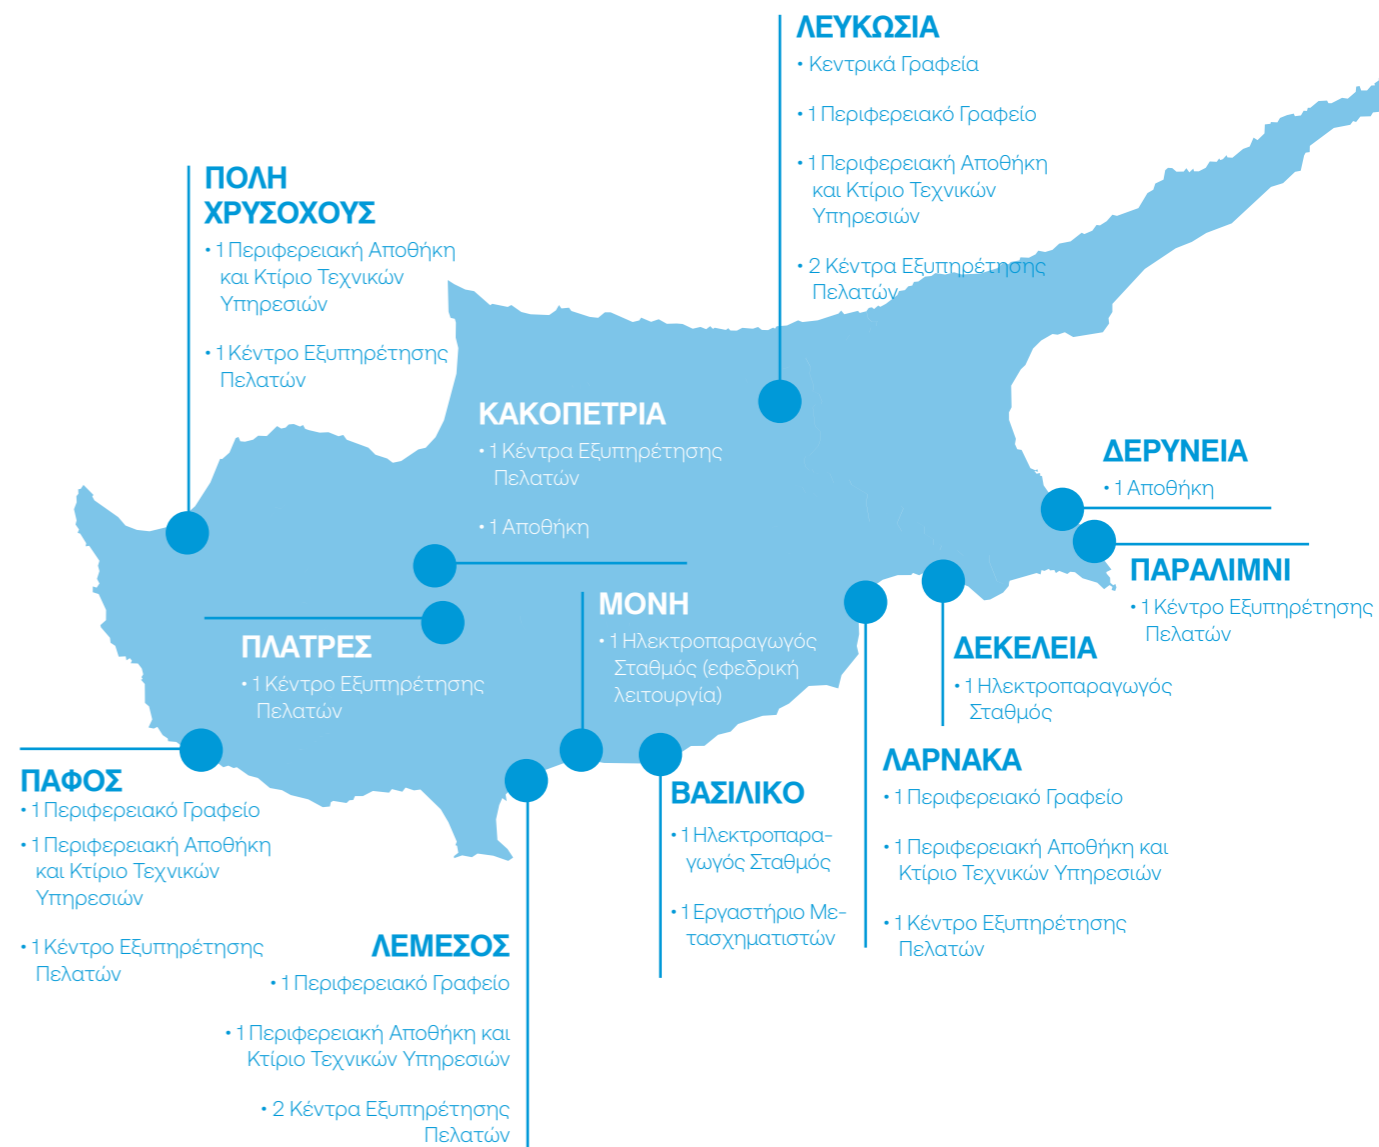 ΛΕΥΚΩΣΙΑ
• Κεντρικά Γραφεία
• 1 Περιφερειακό Γραφείο
• 1 Περιφερειακή Αποθήκη
και Κτίριο Τεχνικών
Υπηρεσιών
• 2 Κέντρα Εξυπηρέτησης
Πελατών
ΠΟΛΗ
ΧΡΥΣΟΧΟΥΣ
• 1 Περιφερειακή Αποθήκη
και Κτίριο Τεχνικών
Υπηρεσιών
• 1 Κέντρο Εξυπηρέτησης
Πελατών
ΚΑΚΟΠΕΤΡΙΑ
• 1 Κέντρα Εξυπηρέτησης
Πελατών
• 1 Αποθήκη
ΔΕΡΥΝΕΙΑ
• 1 Αποθήκη
ΠΑΡΑΛΙΜΝΙ
• 1 Κέντρο Εξυπηρέτησης
Πελατών
ΜΟΝΗ
• 1 Ηλεκτροπαραγωγός
Σταθμός (εφεδρική
λειτουργία)
ΠΛΑΤΡΕΣ
• 1 Κέντρο Εξυπηρέτησης
Πελατών
ΔΕΚΕΛΕΙΑ
• 1 Ηλεκτροπαραγωγός
Σταθμός
ΠΑΦΟΣ
• 1 Περιφερειακό Γραφείο
• 1 Περιφερειακή Αποθήκη
και Κτίριο Τεχνικών
Υπηρεσιών
• 1 Κέντρο Εξυπηρέτησης
Πελατών
ΛΕΜΕΣΟΣ
• 1 Περιφερειακό Γραφείο
• 1 Περιφερειακή Αποθήκη και
Κτίριο Τεχνικών Υπηρεσιών
• 2 Κέντρα Εξυπηρέτησης
Πελατών
ΒΑΣΙΛΙΚΟ
• 1 Ηλεκτροπαρα-
γωγός Σταθμός
• 1 Εργαστήριο Με-
τασχηματιστών
ΛΑΡΝΑΚΑ
• 1 Περιφερειακό Γραφείο
• 1 Περιφερειακή Αποθήκη και
Κτίριο Τεχνικών Υπηρεσιών
• 1 Κέντρο Εξυπηρέτησης
Πελατών